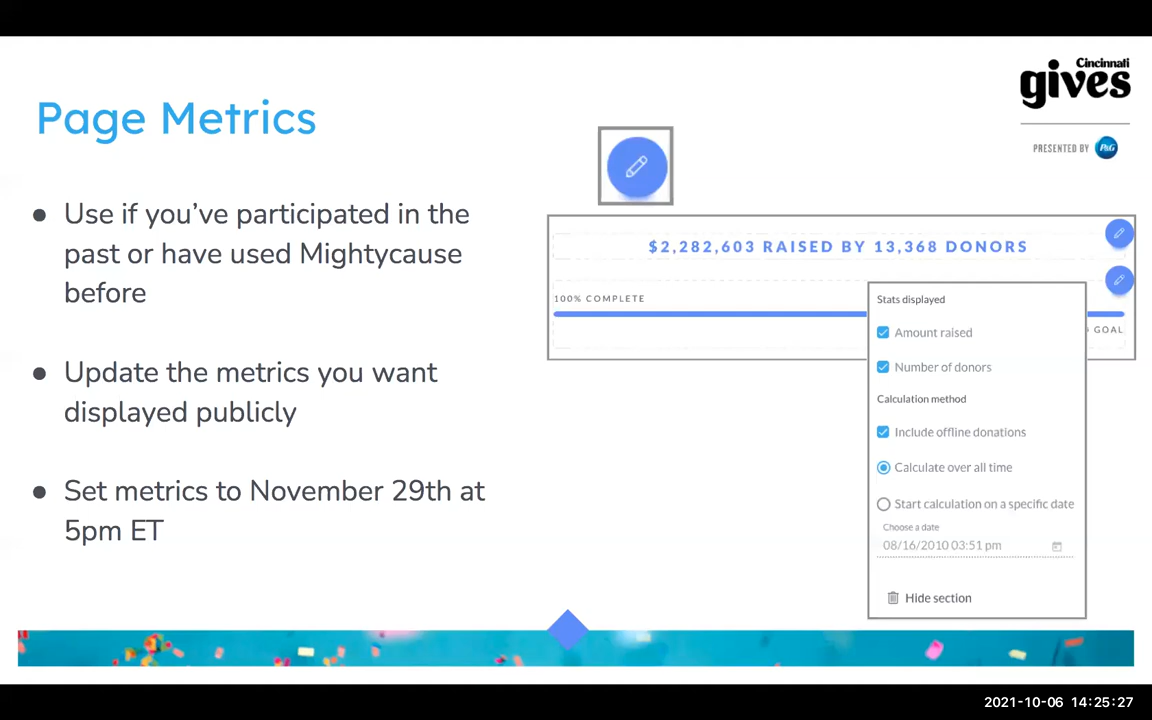 Cincinnati
gives
PRESENTED BY P&G
Page Metrics
● Use if you’ve participated in the
past or have used Mightycause
before
● Update the metrics you want
displayed publicly
● Set metrics to November 29th at
5pm ET
$2,282,603 RAISED BY 13,368 DONORS
100% COMPLETE
GOAL
Stats displayed
Amount raised
Number of donors
Calculation method
Include offline donations
Calculate over all time
Start calculation on a specific date
Choose a date
08/16/2010 03:51 pm
Hide section
2021-10-06 14:25:27